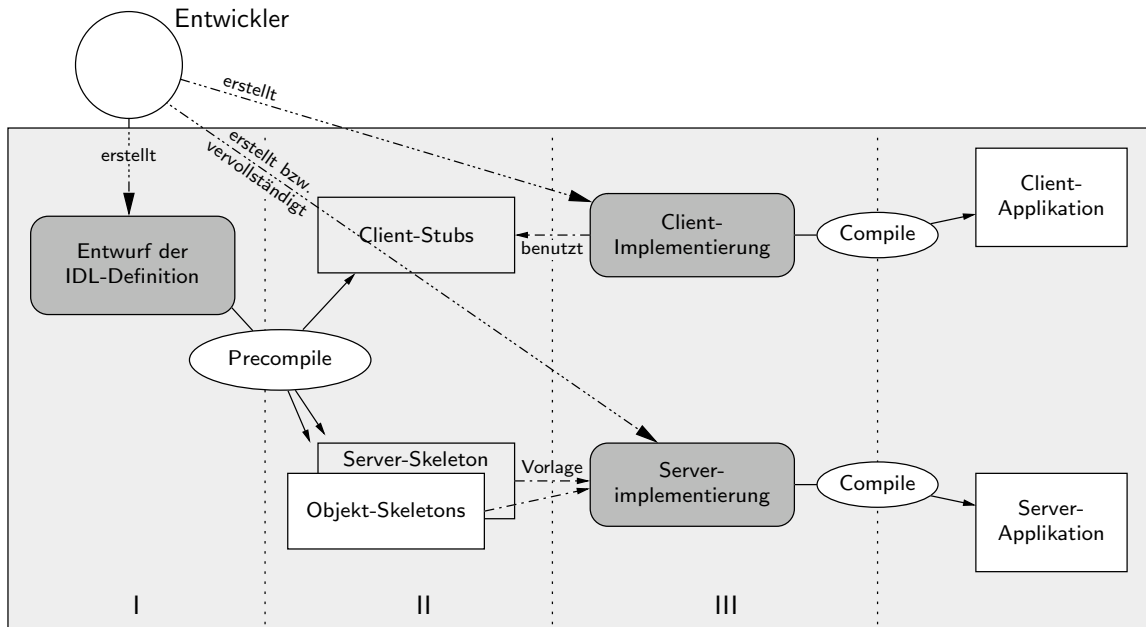 Entwickler
erstellt
erstellt
erstellt bzw.
vervollständigt
Entwurf der
IDL-Definition
Client-Stubs
benutzt
Client-
Implementierung
Compile
Client-
Applikation
Precompile
Server-Skeleton
Objekt-Skeletons
Vorlage
Server-
implementierung
Compile
Server-
Applikation
I
II
III